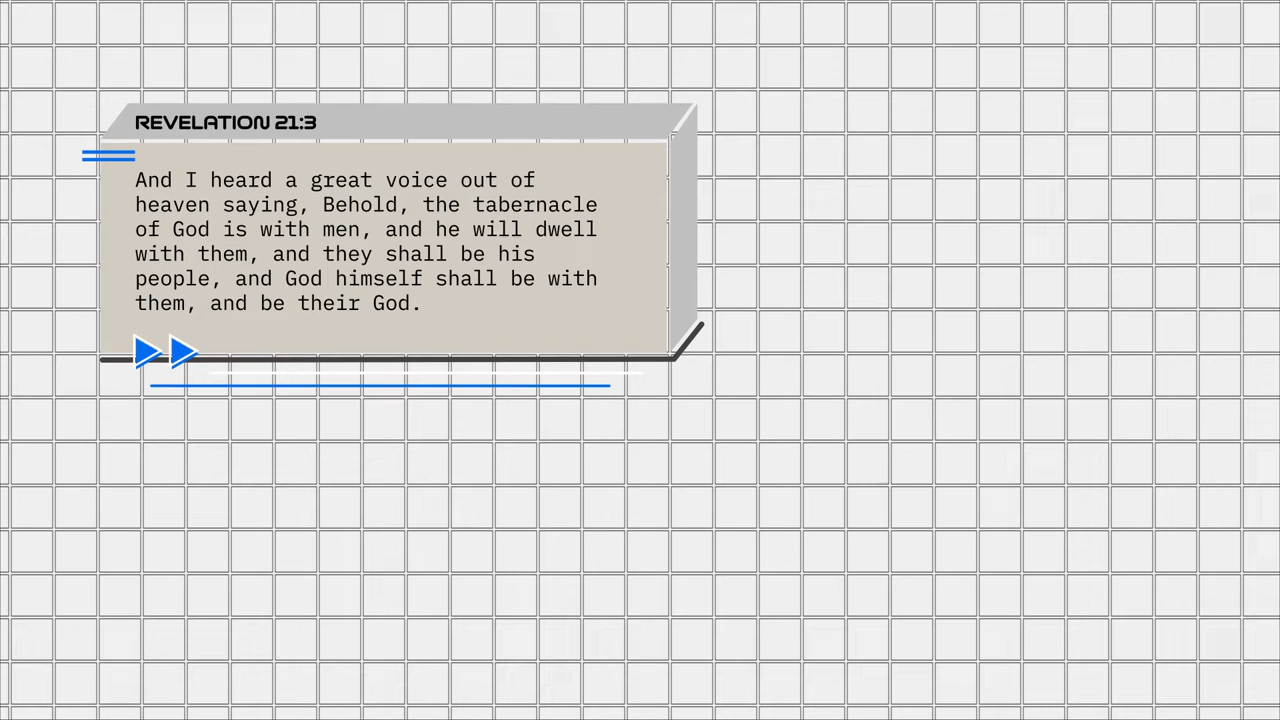 REVELATION 21:3
And I heard a great voice out of
heaven saying, Behold, the tabernacle
of God is with men, and he will dwell
with them, and they shall be his
people, and God himself shall be with
them, and be their God.